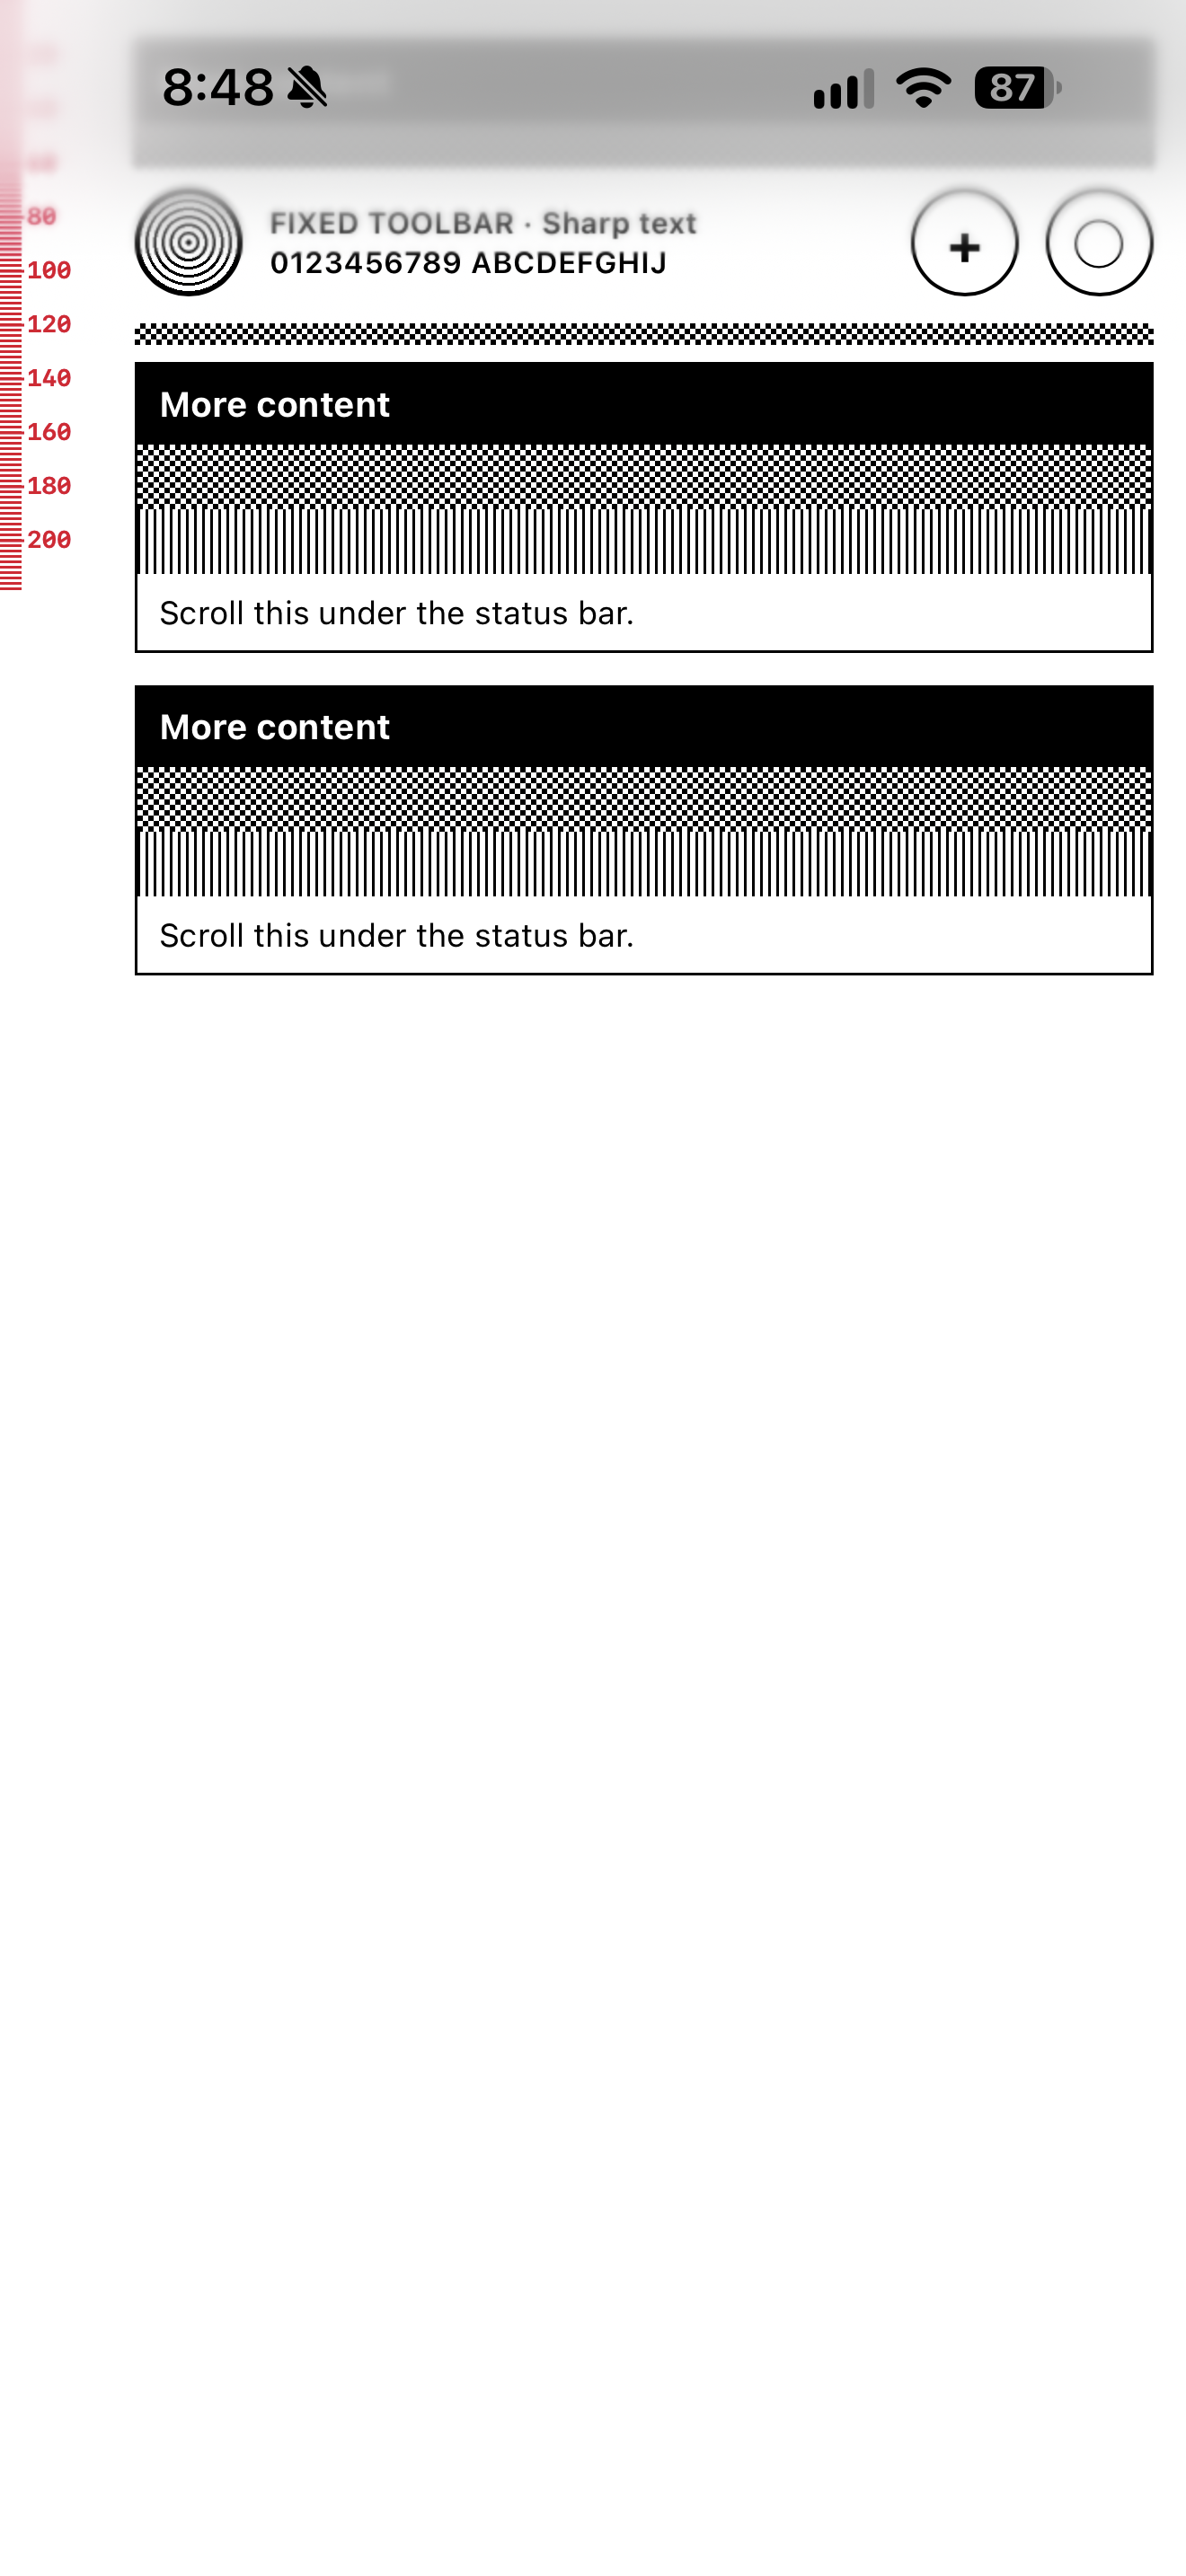 8:48
87
80
FIXED TOOLBAR · Sharp text
0123456789 ABCDEFGHIJ
100
120
140
More content
160
180
200
Scroll this under the status bar.
More content
Scroll this under the status bar.